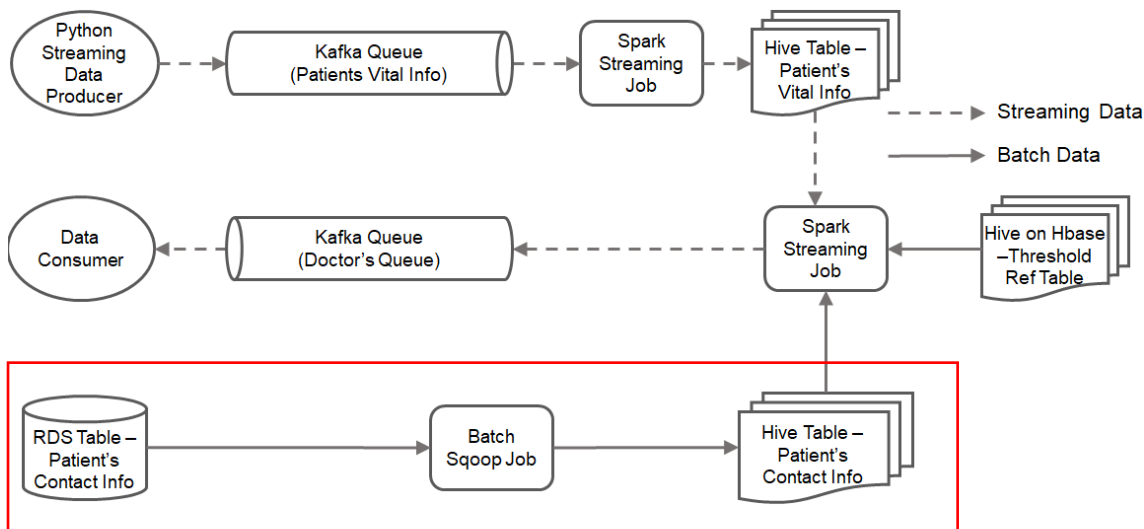 Python
Streaming
Data
Producer
Kafka Queue
(Patients Vital Info)
Spark
Streaming
Job
Hive Table –
Patient's
Vital Info
Streaming Data
Batch Data
Data
Consumer
Kafka Queue
(Doctor's Queue)
Spark
Streaming
Job
Hive on Hbase
–Threshold
Ref Table
RDS Table –
Patient's
Contact Info
Batch
Sqoop Job
Hive Table –
Patient's
Contact Info